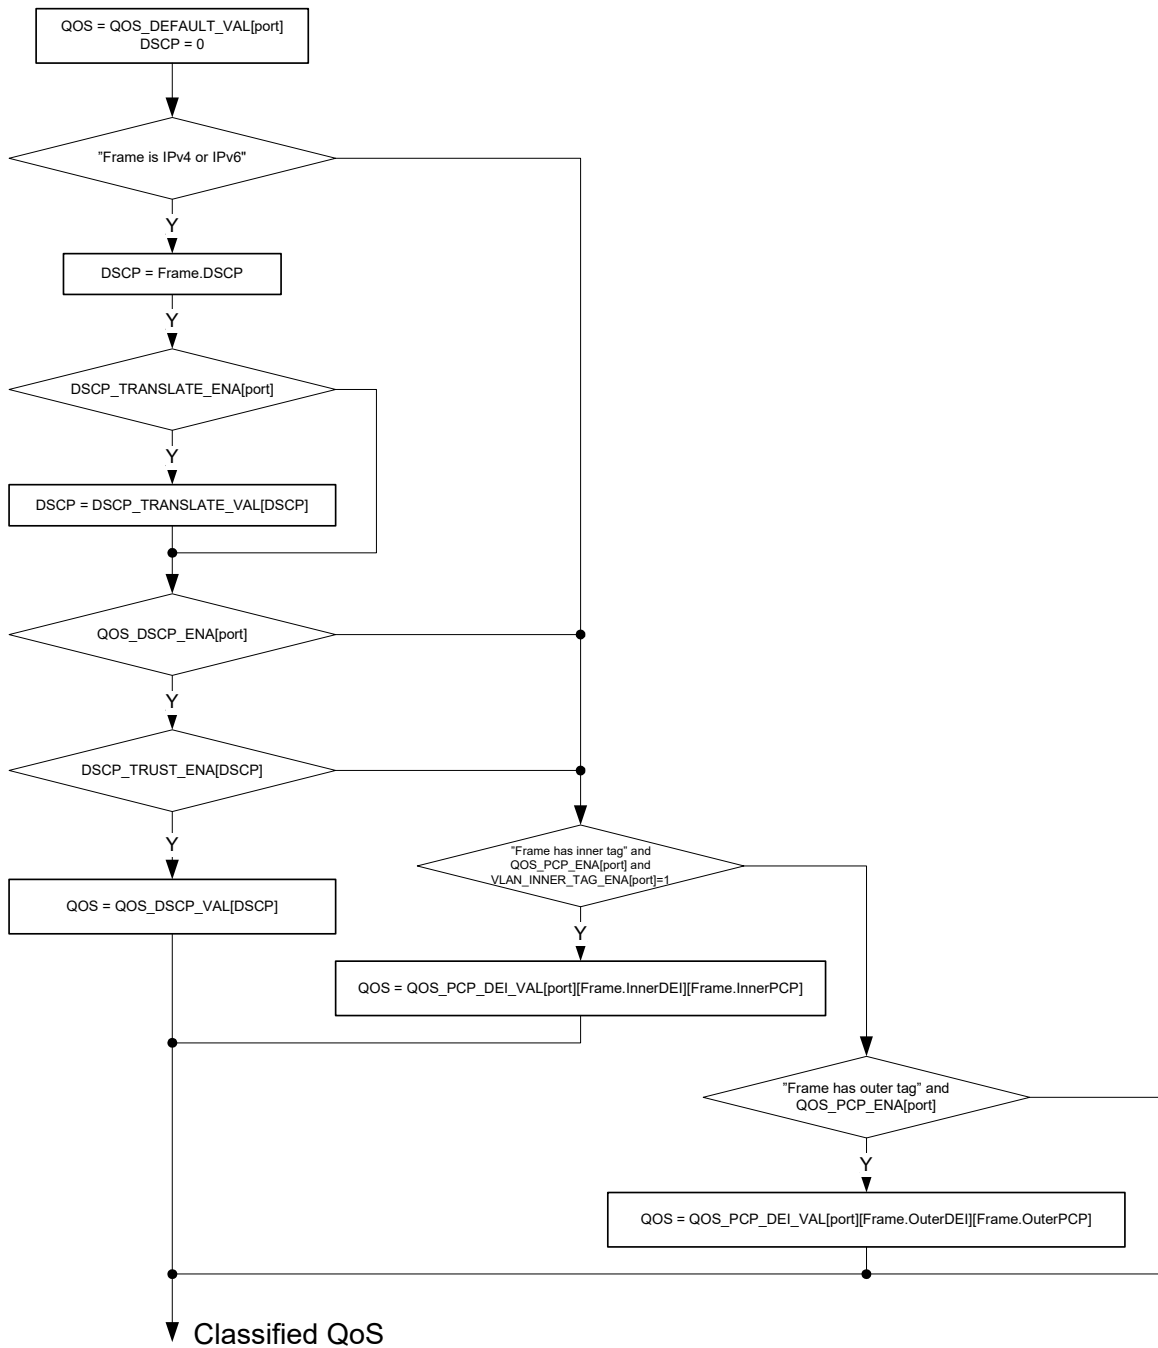 QOS = QOS_DEFAULT_VAL[port]
DSCP = 0
"Frame is IPv4 or IPv6"
Y
DSCP = Frame.DSCP
Y
DSCP_TRANSLATE_ENA[port]
Y
DSCP = DSCP_TRANSLATE_VAL[DSCP]
QOS_DSCP_ENA[port]
Y
DSCP_TRUST_ENA[DSCP]
Y
QOS = QOS_DSCP_VAL[DSCP]
"Frame has inner tag" and
QOS_PCP_ENA[port] and
VLAN_INNER_TAG_ENA[port]=1
Y
QOS = QOS_PCP_DEI_VAL[port][Frame.InnerDEI][Frame.InnerPCP]
"Frame has outer tag" and
QOS_PCP_ENA[port]
Y
QOS = QOS_PCP_DEI_VAL[port][Frame.OuterDEI][Frame.OuterPCP]
Classified QoS